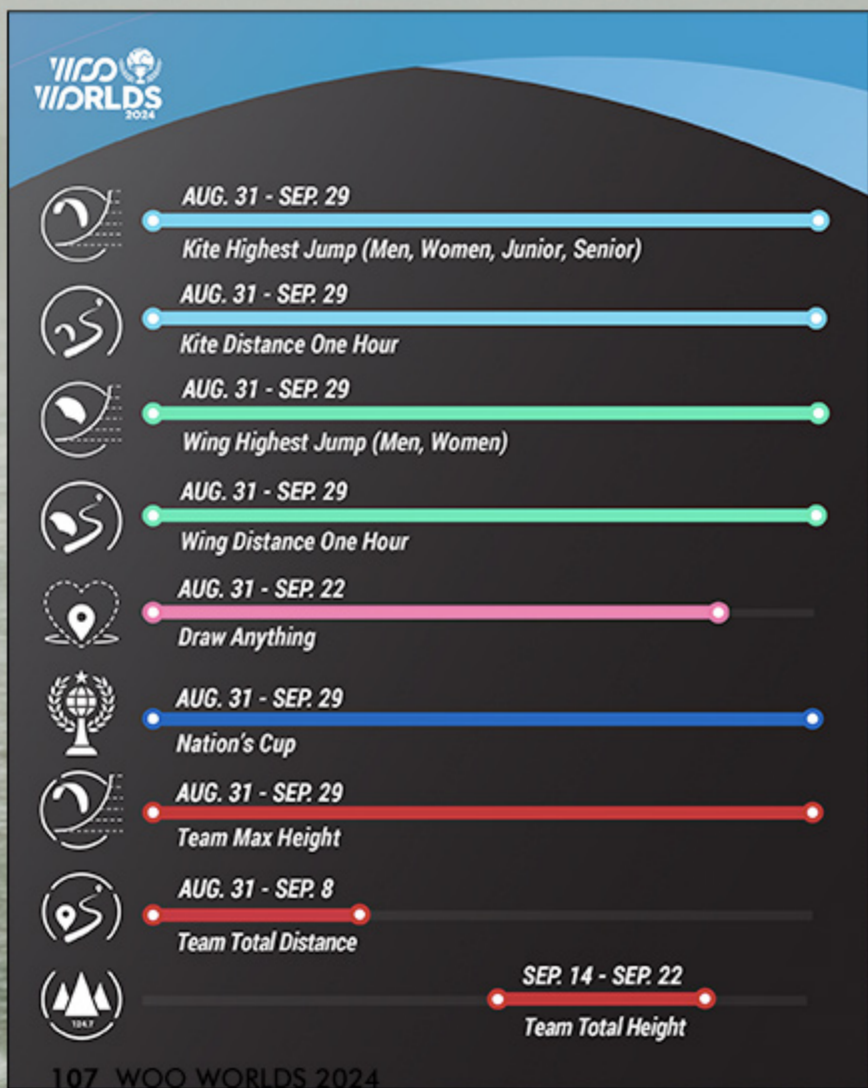 WOO
WORLDS
2024
AUG. 31 - SEP. 29
Kite Highest Jump (Men, Women, Junior, Senior)
AUG. 31 - SEP. 29
Kite Distance One Hour
AUG. 31 - SEP. 29
Wing Highest Jump (Men, Women)
AUG. 31 - SEP. 29
Wing Distance One Hour
AUG. 31 - SEP. 22
Draw Anything
AUG. 31 - SEP. 29
Nation's Cup
AUG. 31 - SEP. 29
Team Max Height
AUG. 31 - SEP. 8
Team Total Distance
SEP. 14 - SEP. 22
124.7
Team Total Height
107 WOO WORLDS 2024